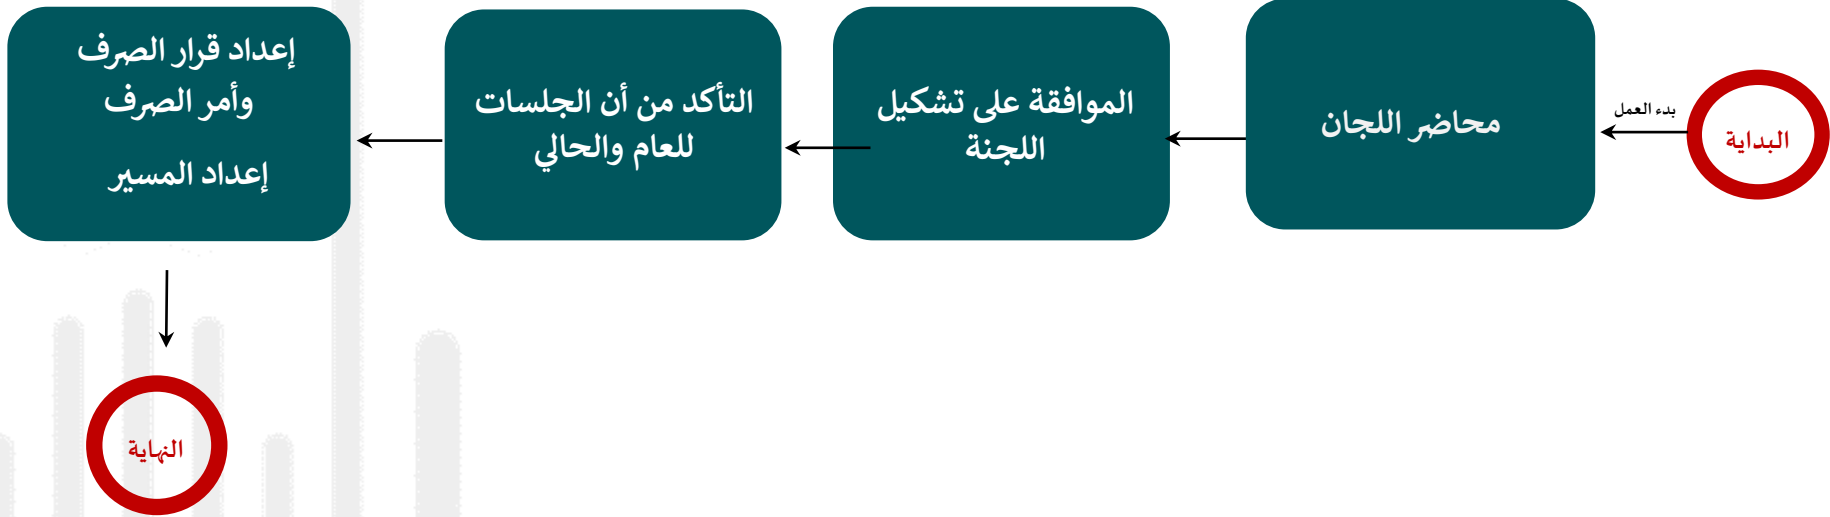 البداية
بدء العمل
محاضر اللجان
الموافقة على تشكيل
اللجنة
التأكد من أن الجلسات
للعام والحالي
إعداد قرار الصرف
وأمر الصرف
إعداد المسير
النهاية